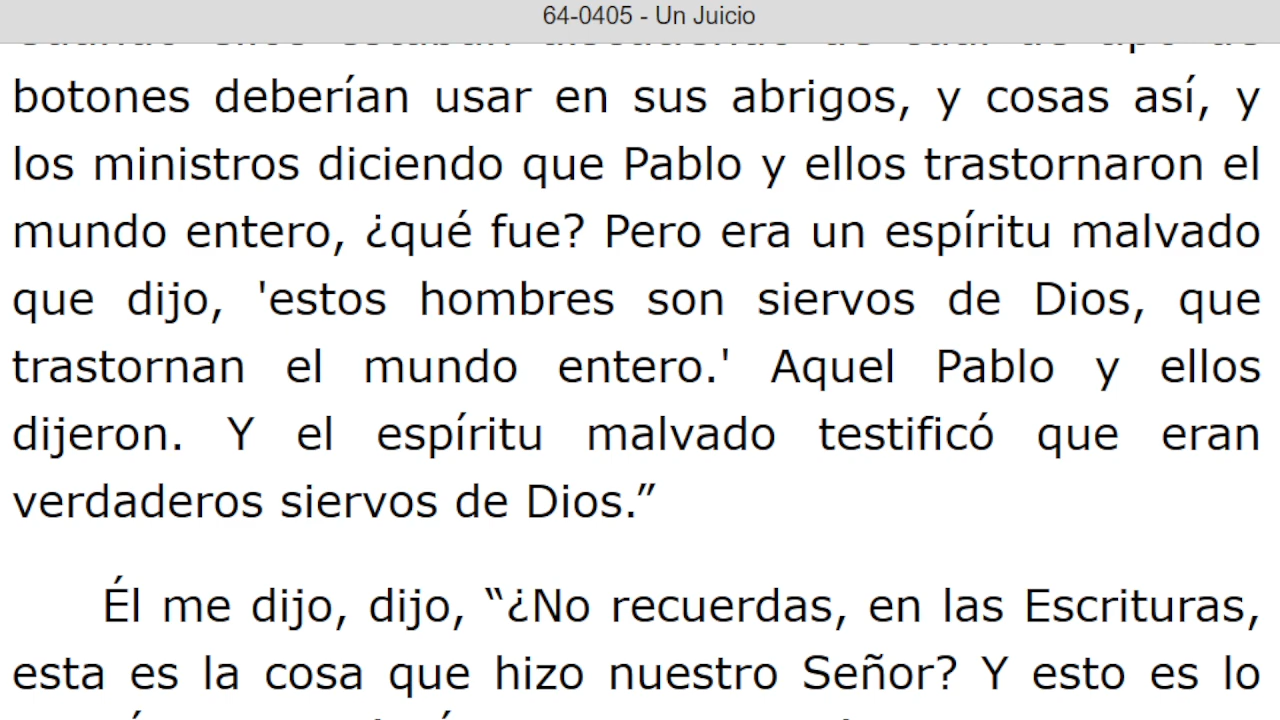 64-0405 - Un Juicio
botones deberían usar en sus abrigos, y cosas así, y
los ministros diciendo que Pablo y ellos trastornaron el
mundo entero, ¿qué fue? Pero era un espíritu malvado
que dijo, 'estos hombres son siervos de Dios, que
trastornan el mundo entero.' Aquel Pablo y ellos
dijeron. Y el espíritu malvado testificó que eran
verdaderos siervos de Dios.”
Él me dijo, dijo, “¿No recuerdas, en las Escrituras,
esta es la cosa que hizo nuestro Señor? Y esto es lo